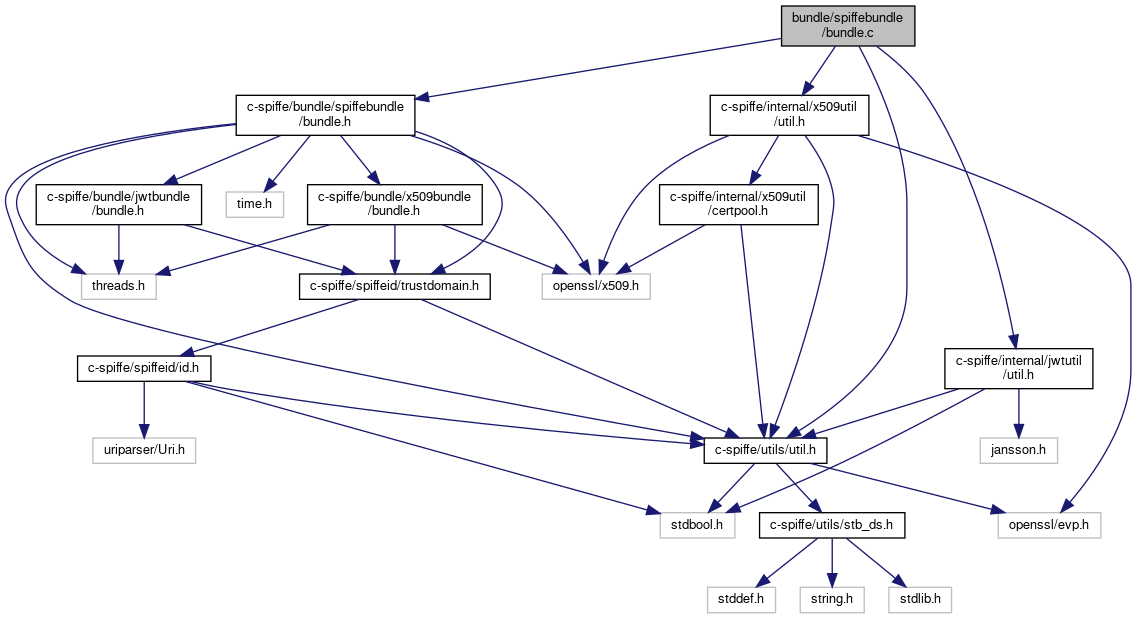 bundle/spiffebundle
/bundle.c
c-spiffe/bundle/spiffebundle
/bundle.h
c-spiffe/internal/x509util
/util.h
c-spiffe/bundle/jwtbundle
/bundle.h
time.h
c-spiffe/bundle/x509bundle
/bundle.h
c-spiffe/internal/x509util
/certpool.h
threads.h
c-spiffe/spiffeid/trustdomain.h
openssl/x509.h
c-spiffe/spiffeid/id.h
c-spiffe/internal/jwtutil
/util.h
uriparser/Uri.h
c-spiffe/utils/util.h
jansson.h
stdbool.h
c-spiffe/utils/stb_ds.h
openssl/evp.h
stddef.h
string.h
stdlib.h